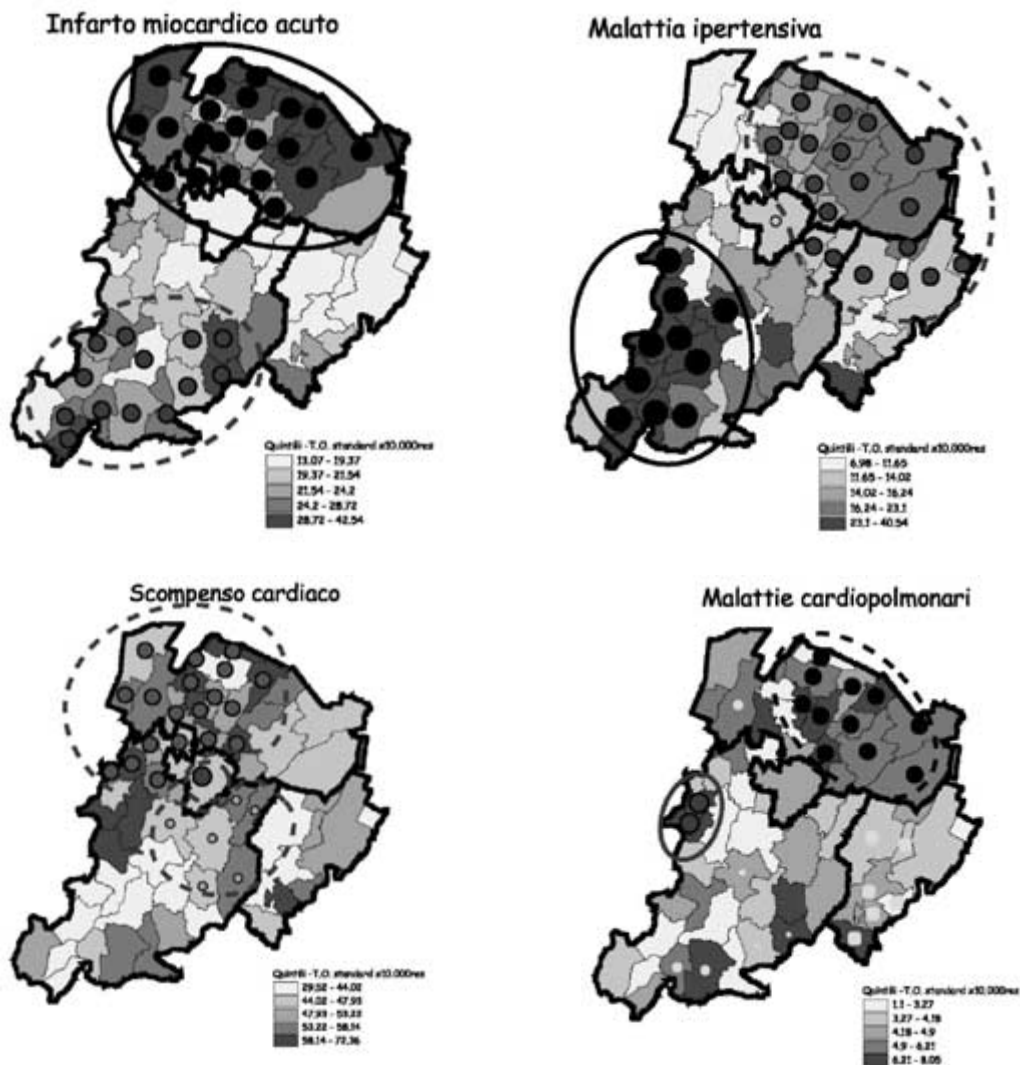 Infarto miocardico acuto
Quintili -T.O. standard x10.000res
13.07 - 19.37
19.37 - 21.54
21.54 - 24.2
24.2 - 28.72
28.72 - 42.54
Malattia ipertensiva
Quintili -T.O. standard x10.000res
6.98 - 11.65
11.65 - 14.02
14.02 - 16.24
16.24 - 23.1
23.1 - 40.54
Scompenso cardiaco
Quintili -T.O. standard x10.000res
29.52 - 44.02
44.02 - 47.93
47.93 - 53.22
53.22 - 58.14
58.14 - 72.36
Malattie cardiopolmonari
Quintili -T.O. standard x10.000res
1.1 - 3.27
3.27 - 4.18
4.18 - 4.9
4.9 - 6.21
6.21 - 8.05